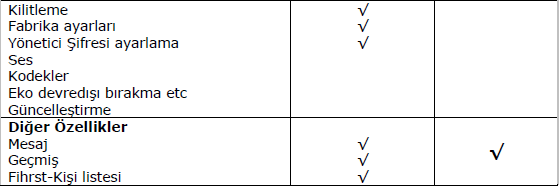 Kilitleme √
Fabrika ayarları √
Yönetici Şifresi ayarlama √
Ses
Kodekler
Eko devredışı bırakma etc
Güncelleştirme
Diğer Özellikler
Mesaj √
Geçmiş √ √
Fihrst-Kişi listesi √